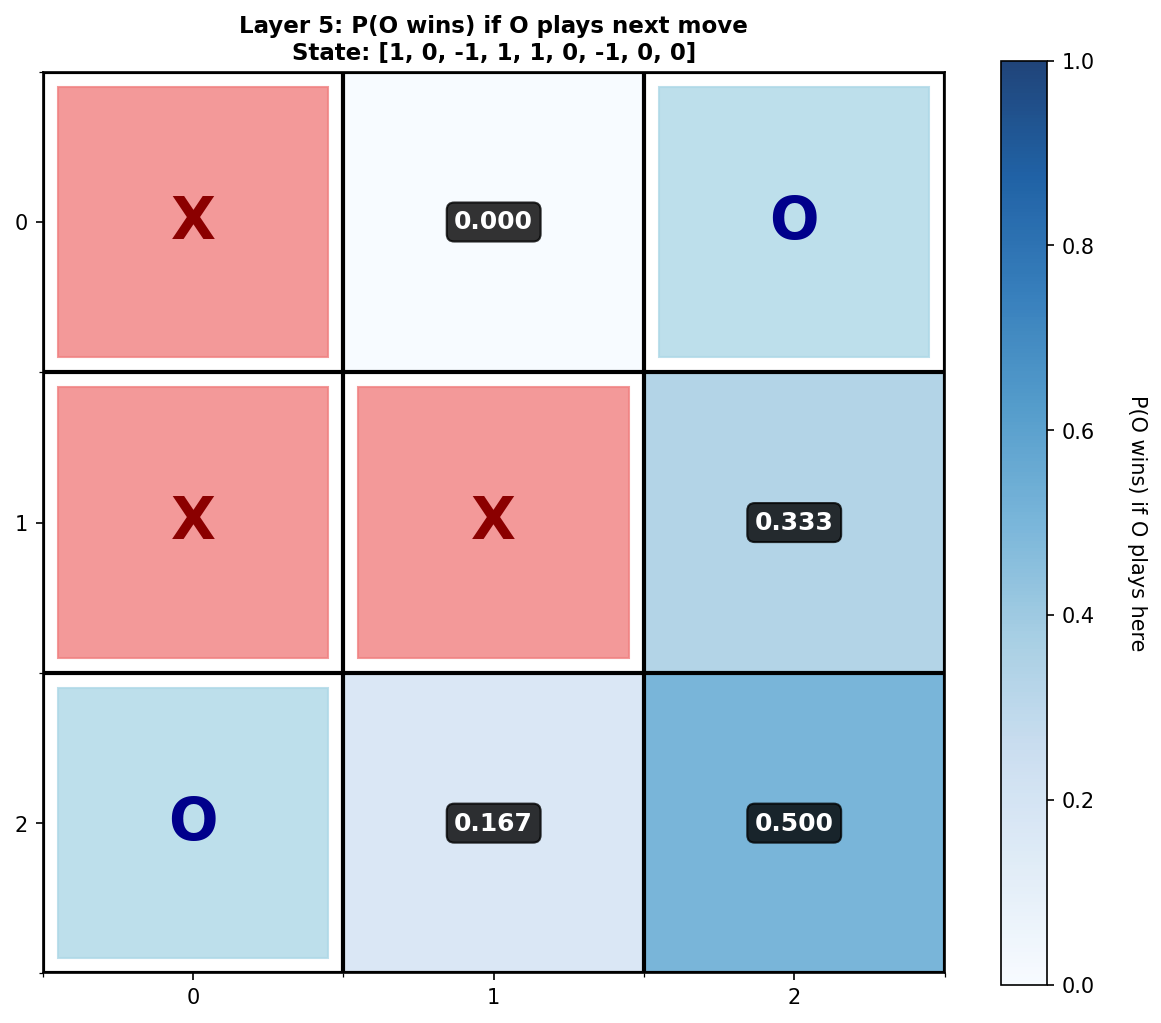 Layer 5: P(O wins) if O plays next move
State: [1, 0, -1, 1, 1, 0, -1, 0, 0]
X
0.000
O
X
X
0.333
O
0.167
0.500
0
1
2
0
1
2
1.0
0.8
0.6
0.4
0.2
0.0
P(O wins) if O plays here